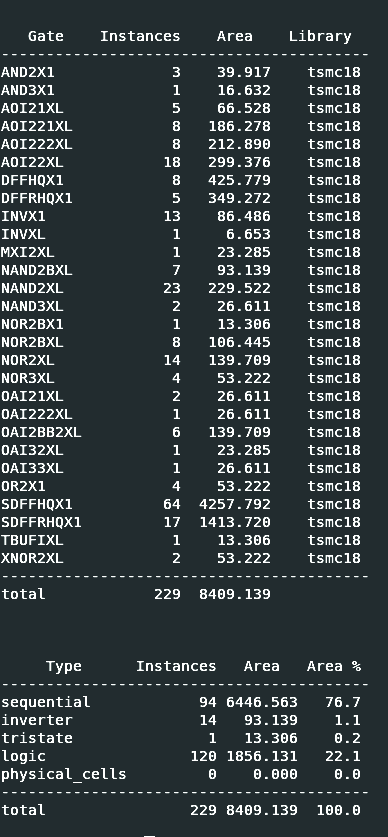 Gate Instances Area Library
--------------------------------------------
AND2X1 3 39.917 tsmc18
AND3X1 1 16.632 tsmc18
AOI21XL 5 66.528 tsmc18
AOI221XL 8 186.278 tsmc18
AOI222XL 8 212.890 tsmc18
AOI22XL 18 299.376 tsmc18
DFFHQX1 8 425.779 tsmc18
DFFRHQX1 5 349.272 tsmc18
INVX1 13 86.486 tsmc18
INVXL 1 6.653 tsmc18
MXI2XL 1 23.285 tsmc18
NAND2BXL 7 93.139 tsmc18
NAND2XL 23 229.522 tsmc18
NAND3XL 2 26.611 tsmc18
NOR2BX1 1 13.306 tsmc18
NOR2BXL 8 106.445 tsmc18
NOR2XL 14 139.709 tsmc18
NOR3XL 4 53.222 tsmc18
OAI21XL 2 26.611 tsmc18
OAI222XL 1 26.611 tsmc18
OAI2BB2XL 6 139.709 tsmc18
OAI32XL 1 23.285 tsmc18
OAI33XL 1 26.611 tsmc18
OR2X1 4 53.222 tsmc18
SDFFHQX1 64 4257.792 tsmc18
SDFFRHQX1 17 1413.720 tsmc18
TBUFIXL 1 13.306 tsmc18
XNOR2XL 2 53.222 tsmc18
--------------------------------------------
total 229 8409.139
Type Instances Area Area %
--------------------------------------------
sequential 94 6446.563 76.7
inverter 14 93.139 1.1
tristate 1 13.306 0.2
logic 120 1856.131 22.1
physical_cells 0 0.000 0.0
--------------------------------------------
total 229 8409.139 100.0